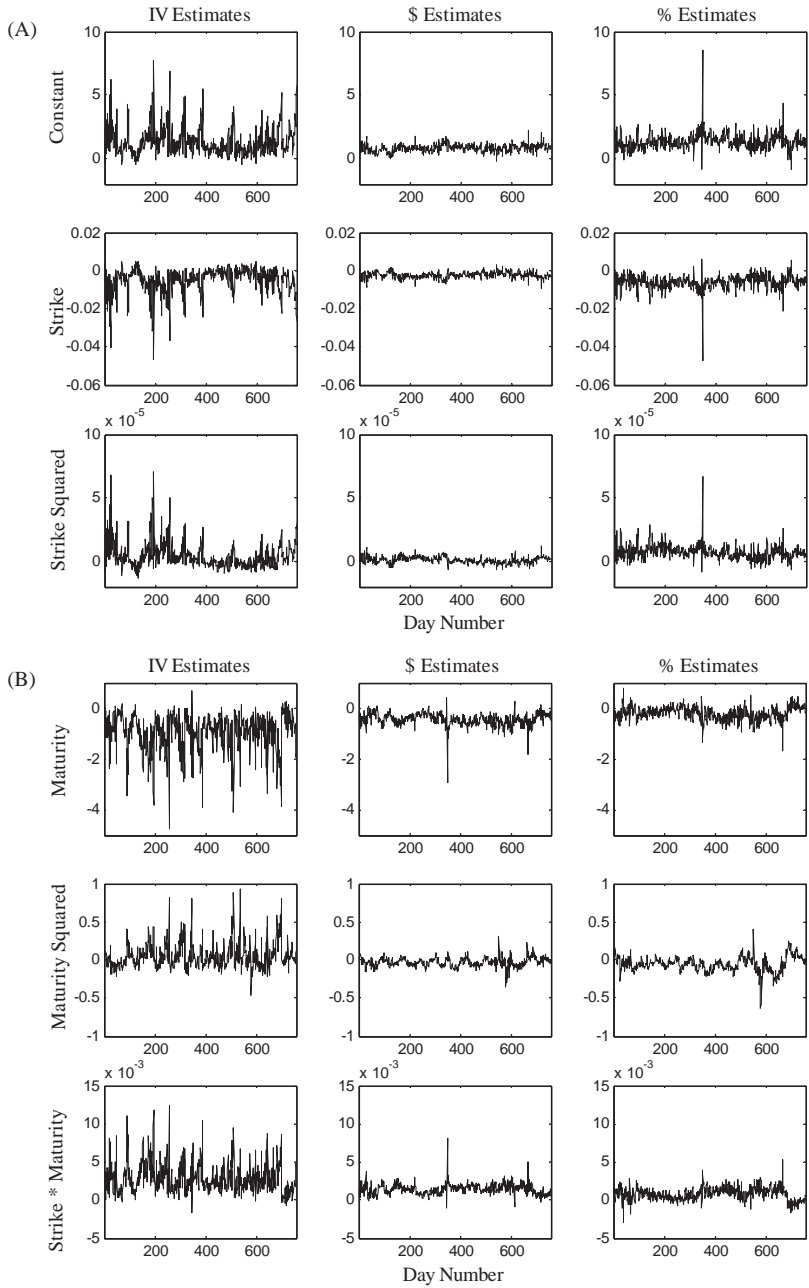 (A)
IV Estimates
$ Estimates
% Estimates
Constant
10
5
0
200 400 600
10
5
0
200 400 600
10
5
0
200 400 600
Strike
0.02
0
-0.02
-0.04
-0.06
200 400 600
0.02
0
-0.02
-0.04
-0.06
200 400 600
0.02
0
-0.02
-0.04
-0.06
200 400 600
Strike Squared
x 10-5
10
5
0
200 400 600
x 10-5
10
5
0
200 400 600
x 10-5
10
5
0
200 400 600
Day Number
(B)
IV Estimates
$ Estimates
% Estimates
Maturity
0
-2
-4
200 400 600
0
-2
-4
200 400 600
0
-2
-4
200 400 600
Maturity Squared
1
0.5
0
-0.5
-1
200 400 600
1
0.5
0
-0.5
-1
200 400 600
1
0.5
0
-0.5
-1
200 400 600
Strike * Maturity
x 10-3
15
10
5
0
-5
200 400 600
x 10-3
15
10
5
0
-5
200 400 600
x 10-3
15
10
5
0
-5
200 400 600
Day Number